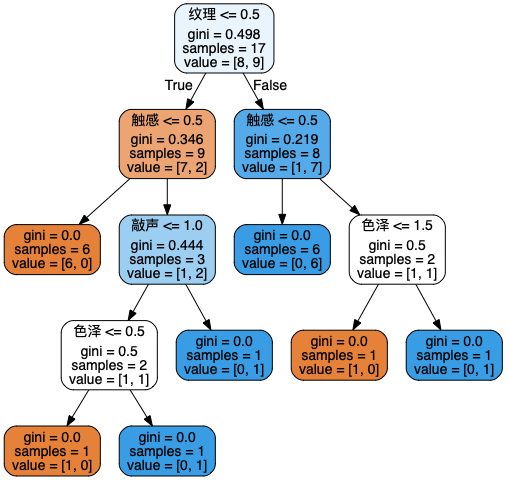 纹理 <= 0.5
gini = 0.498
samples = 17
value = [8, 9]
True
False
触感 <= 0.5
gini = 0.346
samples = 9
value = [7, 2]
触感 <= 0.5
gini = 0.219
samples = 8
value = [1, 7]
gini = 0.0
samples = 6
value = [6, 0]
敲声 <= 1.0
gini = 0.444
samples = 3
value = [1, 2]
gini = 0.0
samples = 6
value = [0, 6]
色泽 <= 1.5
gini = 0.5
samples = 2
value = [1, 1]
色泽 <= 0.5
gini = 0.5
samples = 2
value = [1, 1]
gini = 0.0
samples = 1
value = [0, 1]
gini = 0.0
samples = 1
value = [1, 0]
gini = 0.0
samples = 1
value = [0, 1]
gini = 0.0
samples = 1
value = [1, 0]
gini = 0.0
samples = 1
value = [0, 1]